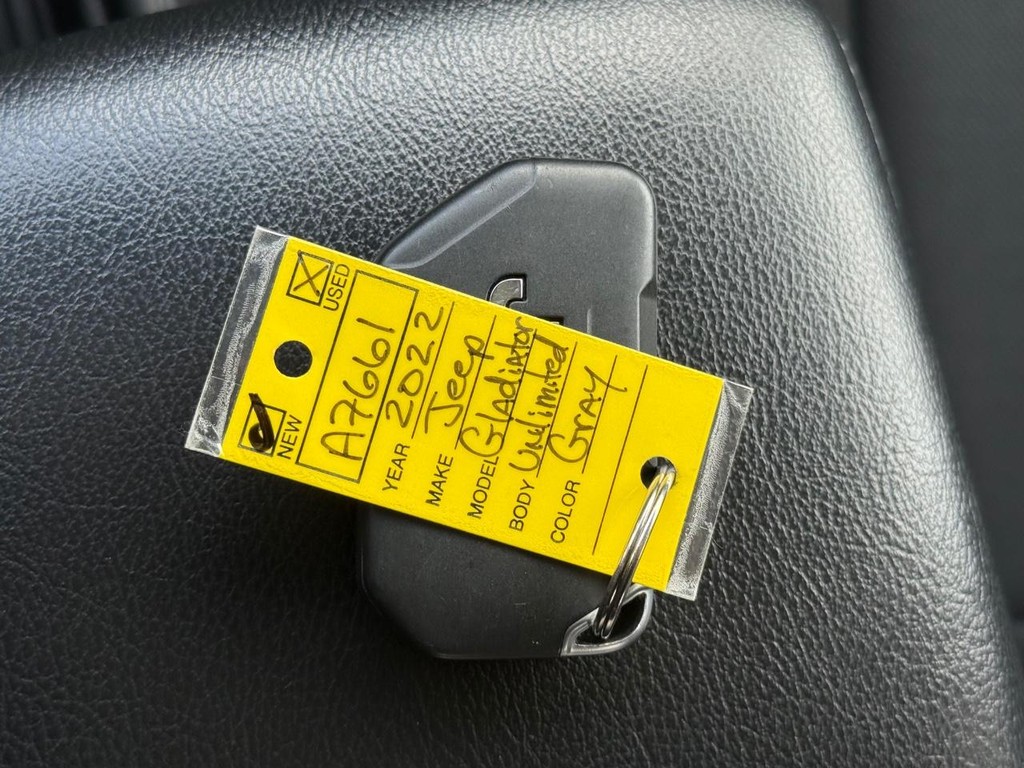 USED
NEW
A7661
YEAR 2022
MAKE Jeep
MODEL Gladiator
BODY Unlimited
COLOR GRAY